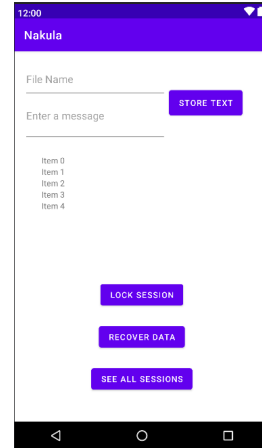 12:00
Nakula
File Name
STORE TEXT
Enter a message
Item 0
Item 1
Item 2
Item 3
Item 4
LOCK SESSION
RECOVER DATA
SEE ALL SESSIONS